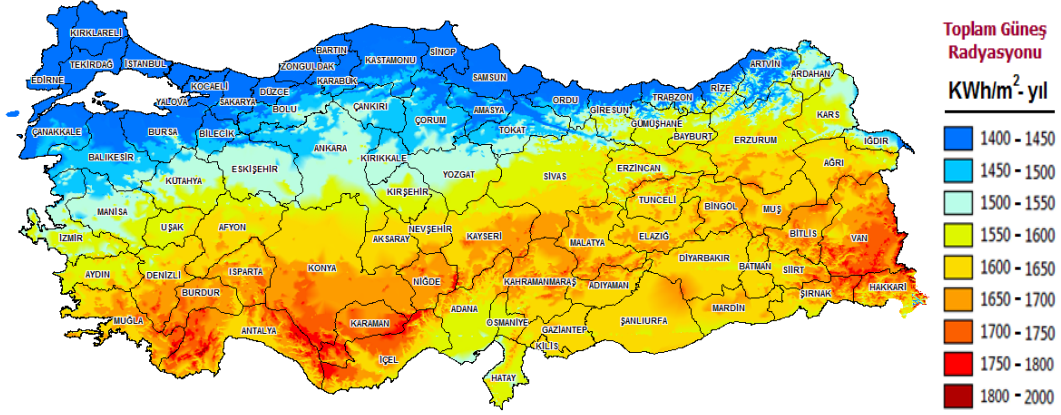 Toplam Güneş
Radyasyonu
KWh/m²- yıl
1400 - 1450
1450 - 1500
1500 - 1550
1550 - 1600
1600 - 1650
1650 - 1700
1700 - 1750
1750 - 1800
1800 - 2000
KIRKLARELİ
TEKİRDAĞ
İSTANBUL
EDİRNE
KOCAELİ
YALOVA
SAKARYA
DÜZCE
BOLU
ZONGULDAK
BARTIN
KARABÜK
KASTAMONU
SİNOP
SAMSUN
ORDU
GİRESUN
TRABZON
RİZE
ARTVİN
ARDAHAN
ÇANAKKALE
BURSA
BİLECİK
ÇANKIRI
ÇORUM
AMASYA
TOKAT
GÜMÜŞHANE
BAYBURT
ERZURUM
KARS
IĞDIR
BALIKESİR
KÜTAHYA
ESKİŞEHİR
ANKARA
KIRIKKALE
YOZGAT
SİVAS
ERZİNCAN
AĞRI
MANİSA
KIRŞEHİR
TUNCELİ
BİNGÖL
MUŞ
İZMİR
UŞAK
AFYON
AKSARAY
NEVŞEHİR
KAYSERİ
MALATYA
ELAZIĞ
BİTLİS
VAN
AYDIN
DENİZLİ
ISPARTA
KONYA
NİĞDE
KAHRAMANMARAŞ
ADIYAMAN
DİYARBAKIR
BATMAN
SİİRT
HAKKARİ
BURDUR
MUĞLA
ANTALYA
KARAMAN
İÇEL
ADANA
OSMANİYE
GAZİANTEP
KİLİS
HATAY
ŞANLIURFA
MARDİN
ŞIRNAK